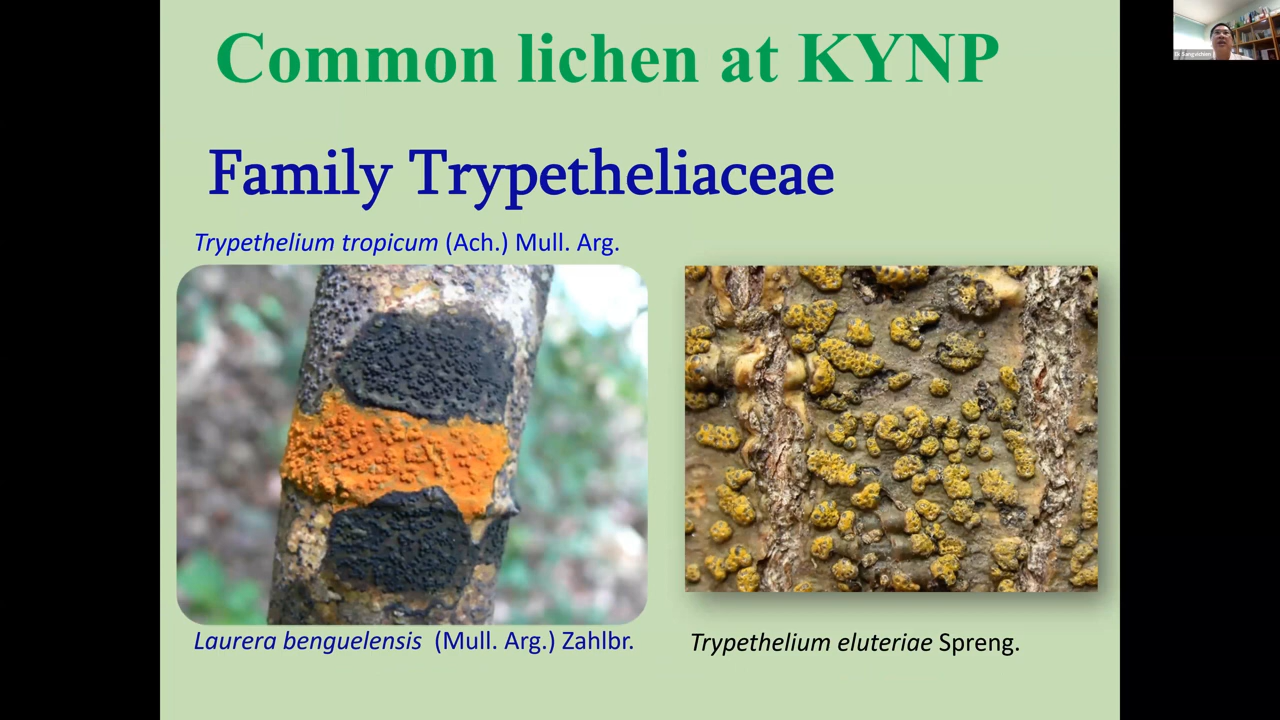 Common lichen at KYNP
Family Trypetheliaceae
Trypethelium tropicum (Ach.) Mull. Arg.
Laurera benguelensis (Mull. Arg.) Zahlbr.
Trypethelium eluteriae Spreng.